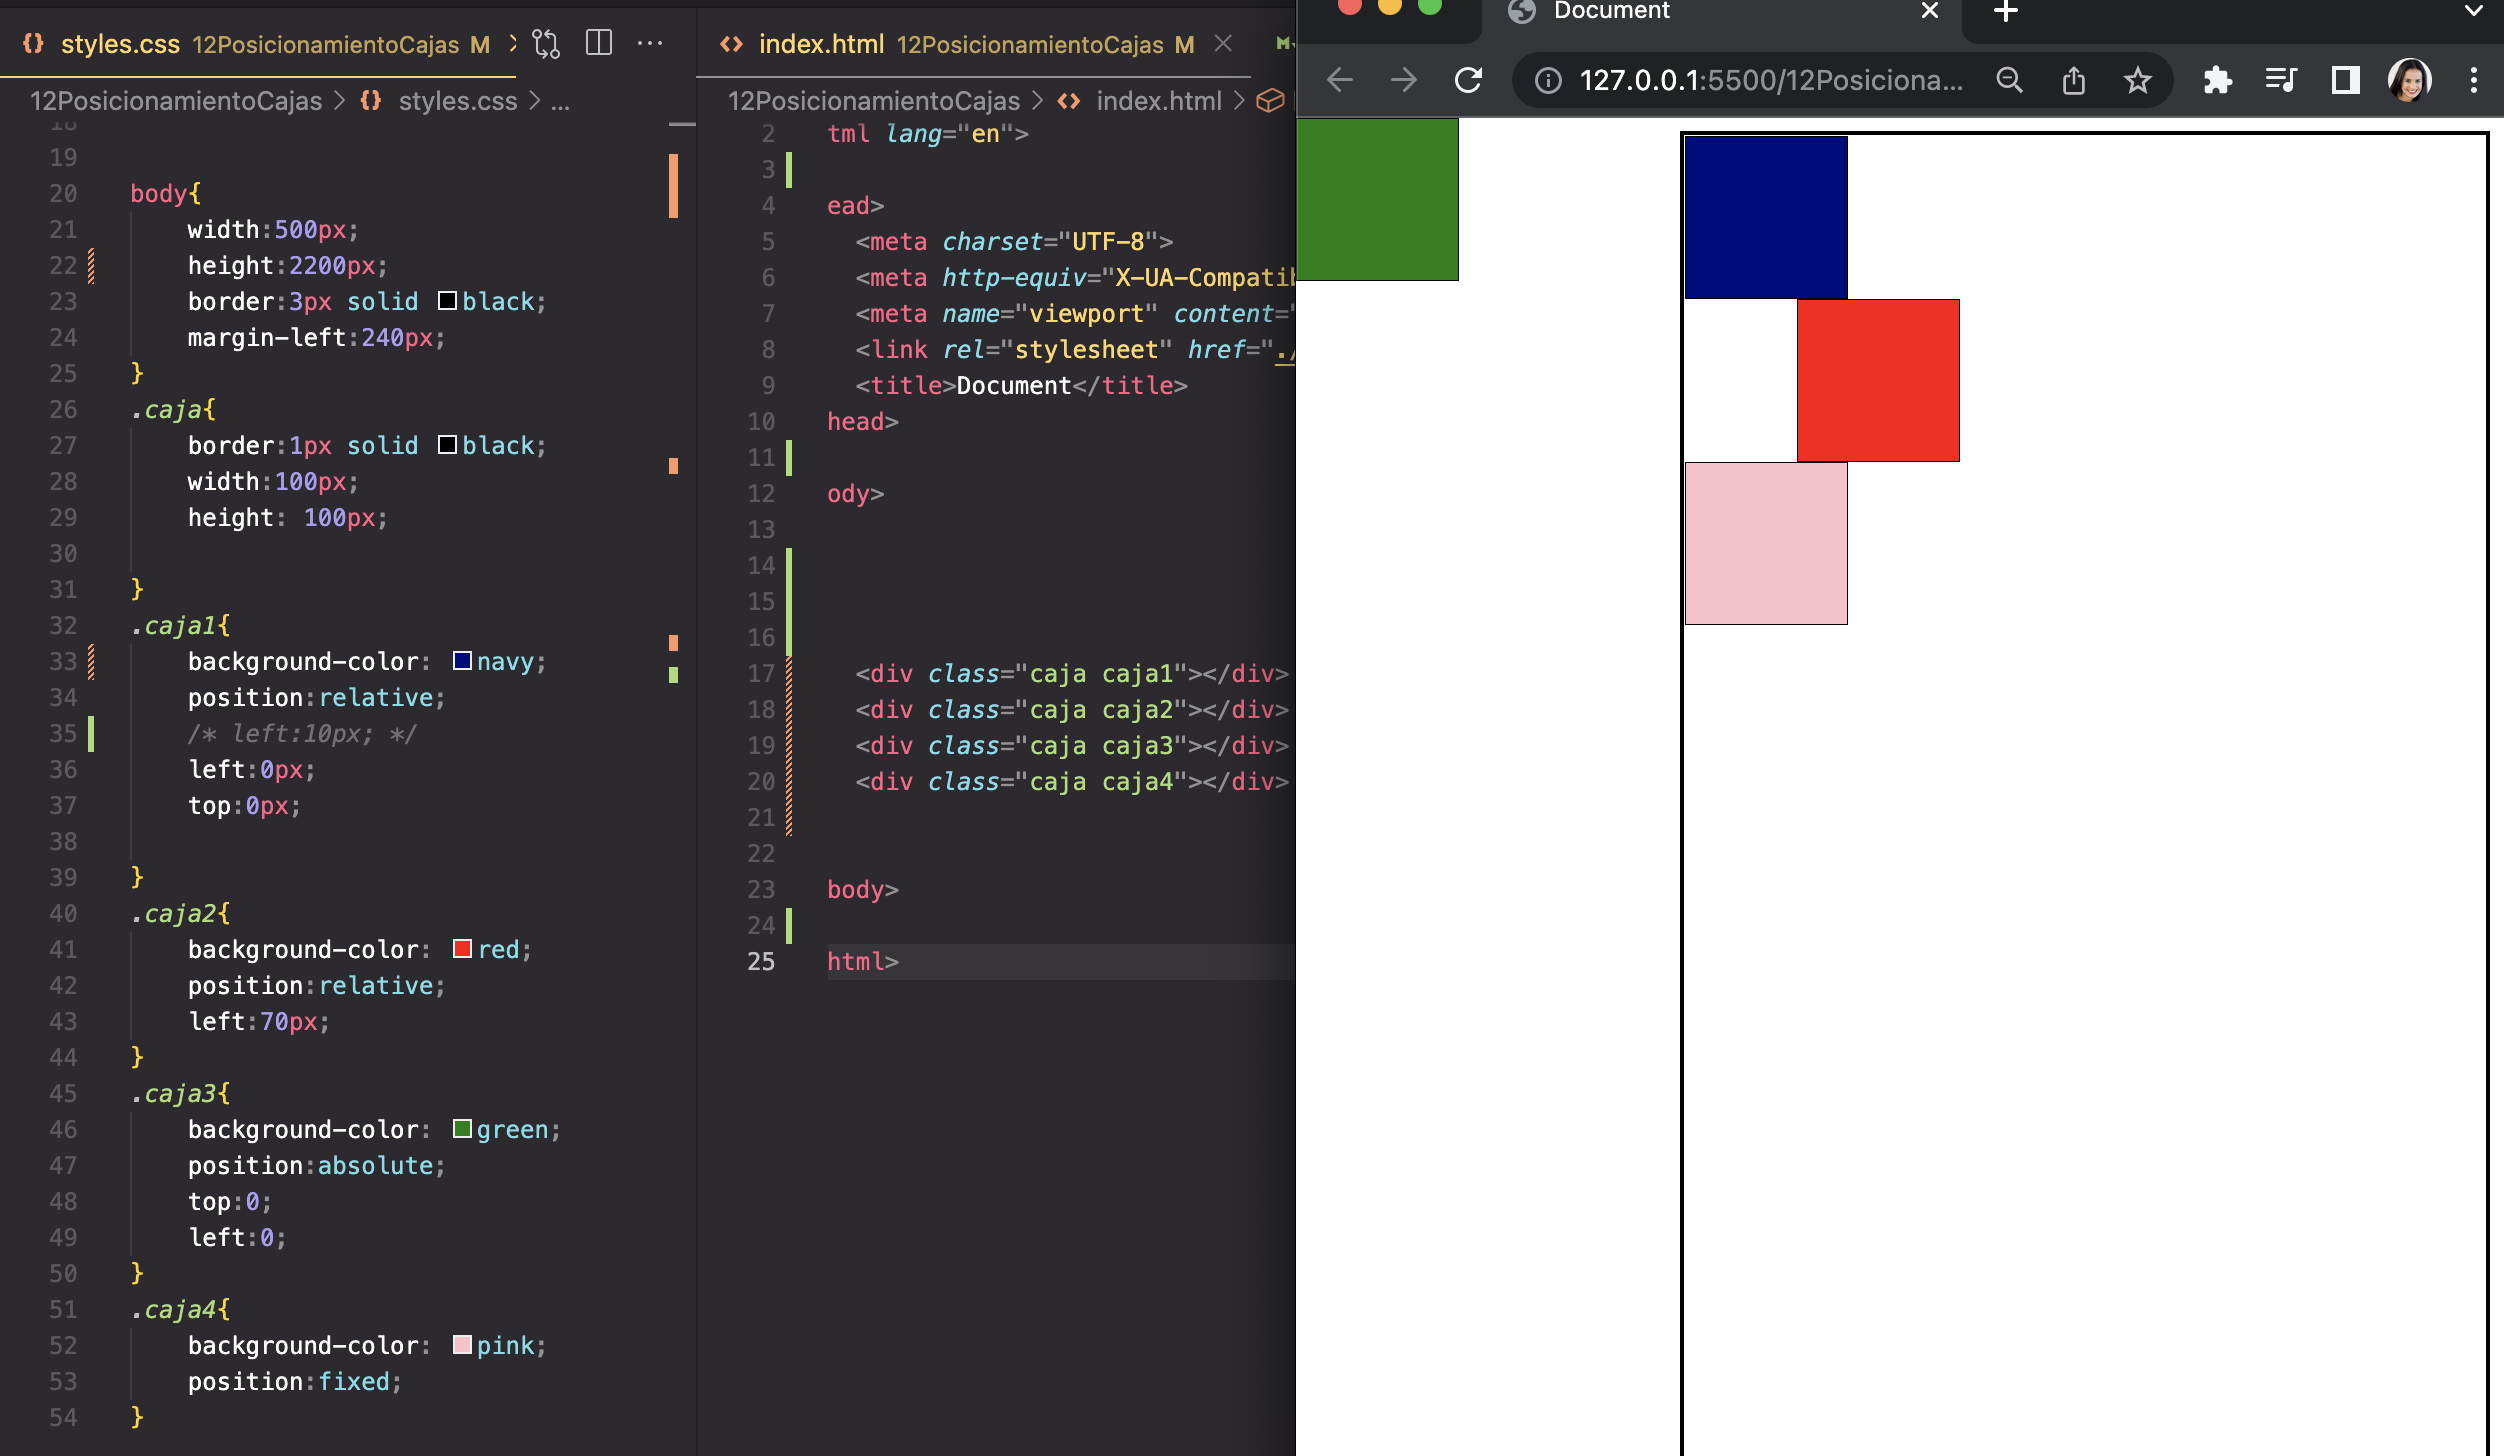 styles.css 12PosicionamientoCajas M
12PosicionamientoCajas > styles.css > ...
18
19
20 body{
21 width:500px;
22 height:2200px;
23 border:3px solid black;
24 margin-left:240px;
25 }
26 .caja{
27 border:1px solid black;
28 width:100px;
29 height: 100px;
30
31 }
32 .caja1{
33 background-color: navy;
34 position:relative;
35 /* left:10px; */
36 left:0px;
37 top:0px;
38
39 }
40 .caja2{
41 background-color: red;
42 position:relative;
43 left:70px;
44 }
45 .caja3{
46 background-color: green;
47 position:absolute;
48 top:0;
49 left:0;
50 }
51 .caja4{
52 background-color: pink;
53 position:fixed;
54 }
index.html 12PosicionamientoCajas M
12PosicionamientoCajas > index.html >
2 tml lang="en">
3
4 ead>
5 <meta charset="UTF-8">
6 <meta http-equiv="X-UA-Compatib
7 <meta name="viewport" content="
8 <link rel="stylesheet" href="./
9 <title>Document</title>
10 head>
11
12 ody>
13
14
15
16
17 <div class="caja caja1"></div>
18 <div class="caja caja2"></div>
19 <div class="caja caja3"></div>
20 <div class="caja caja4"></div>
21
22
23 body>
24
25 html>
Document
127.0.0.1:5500/12Posiciona...